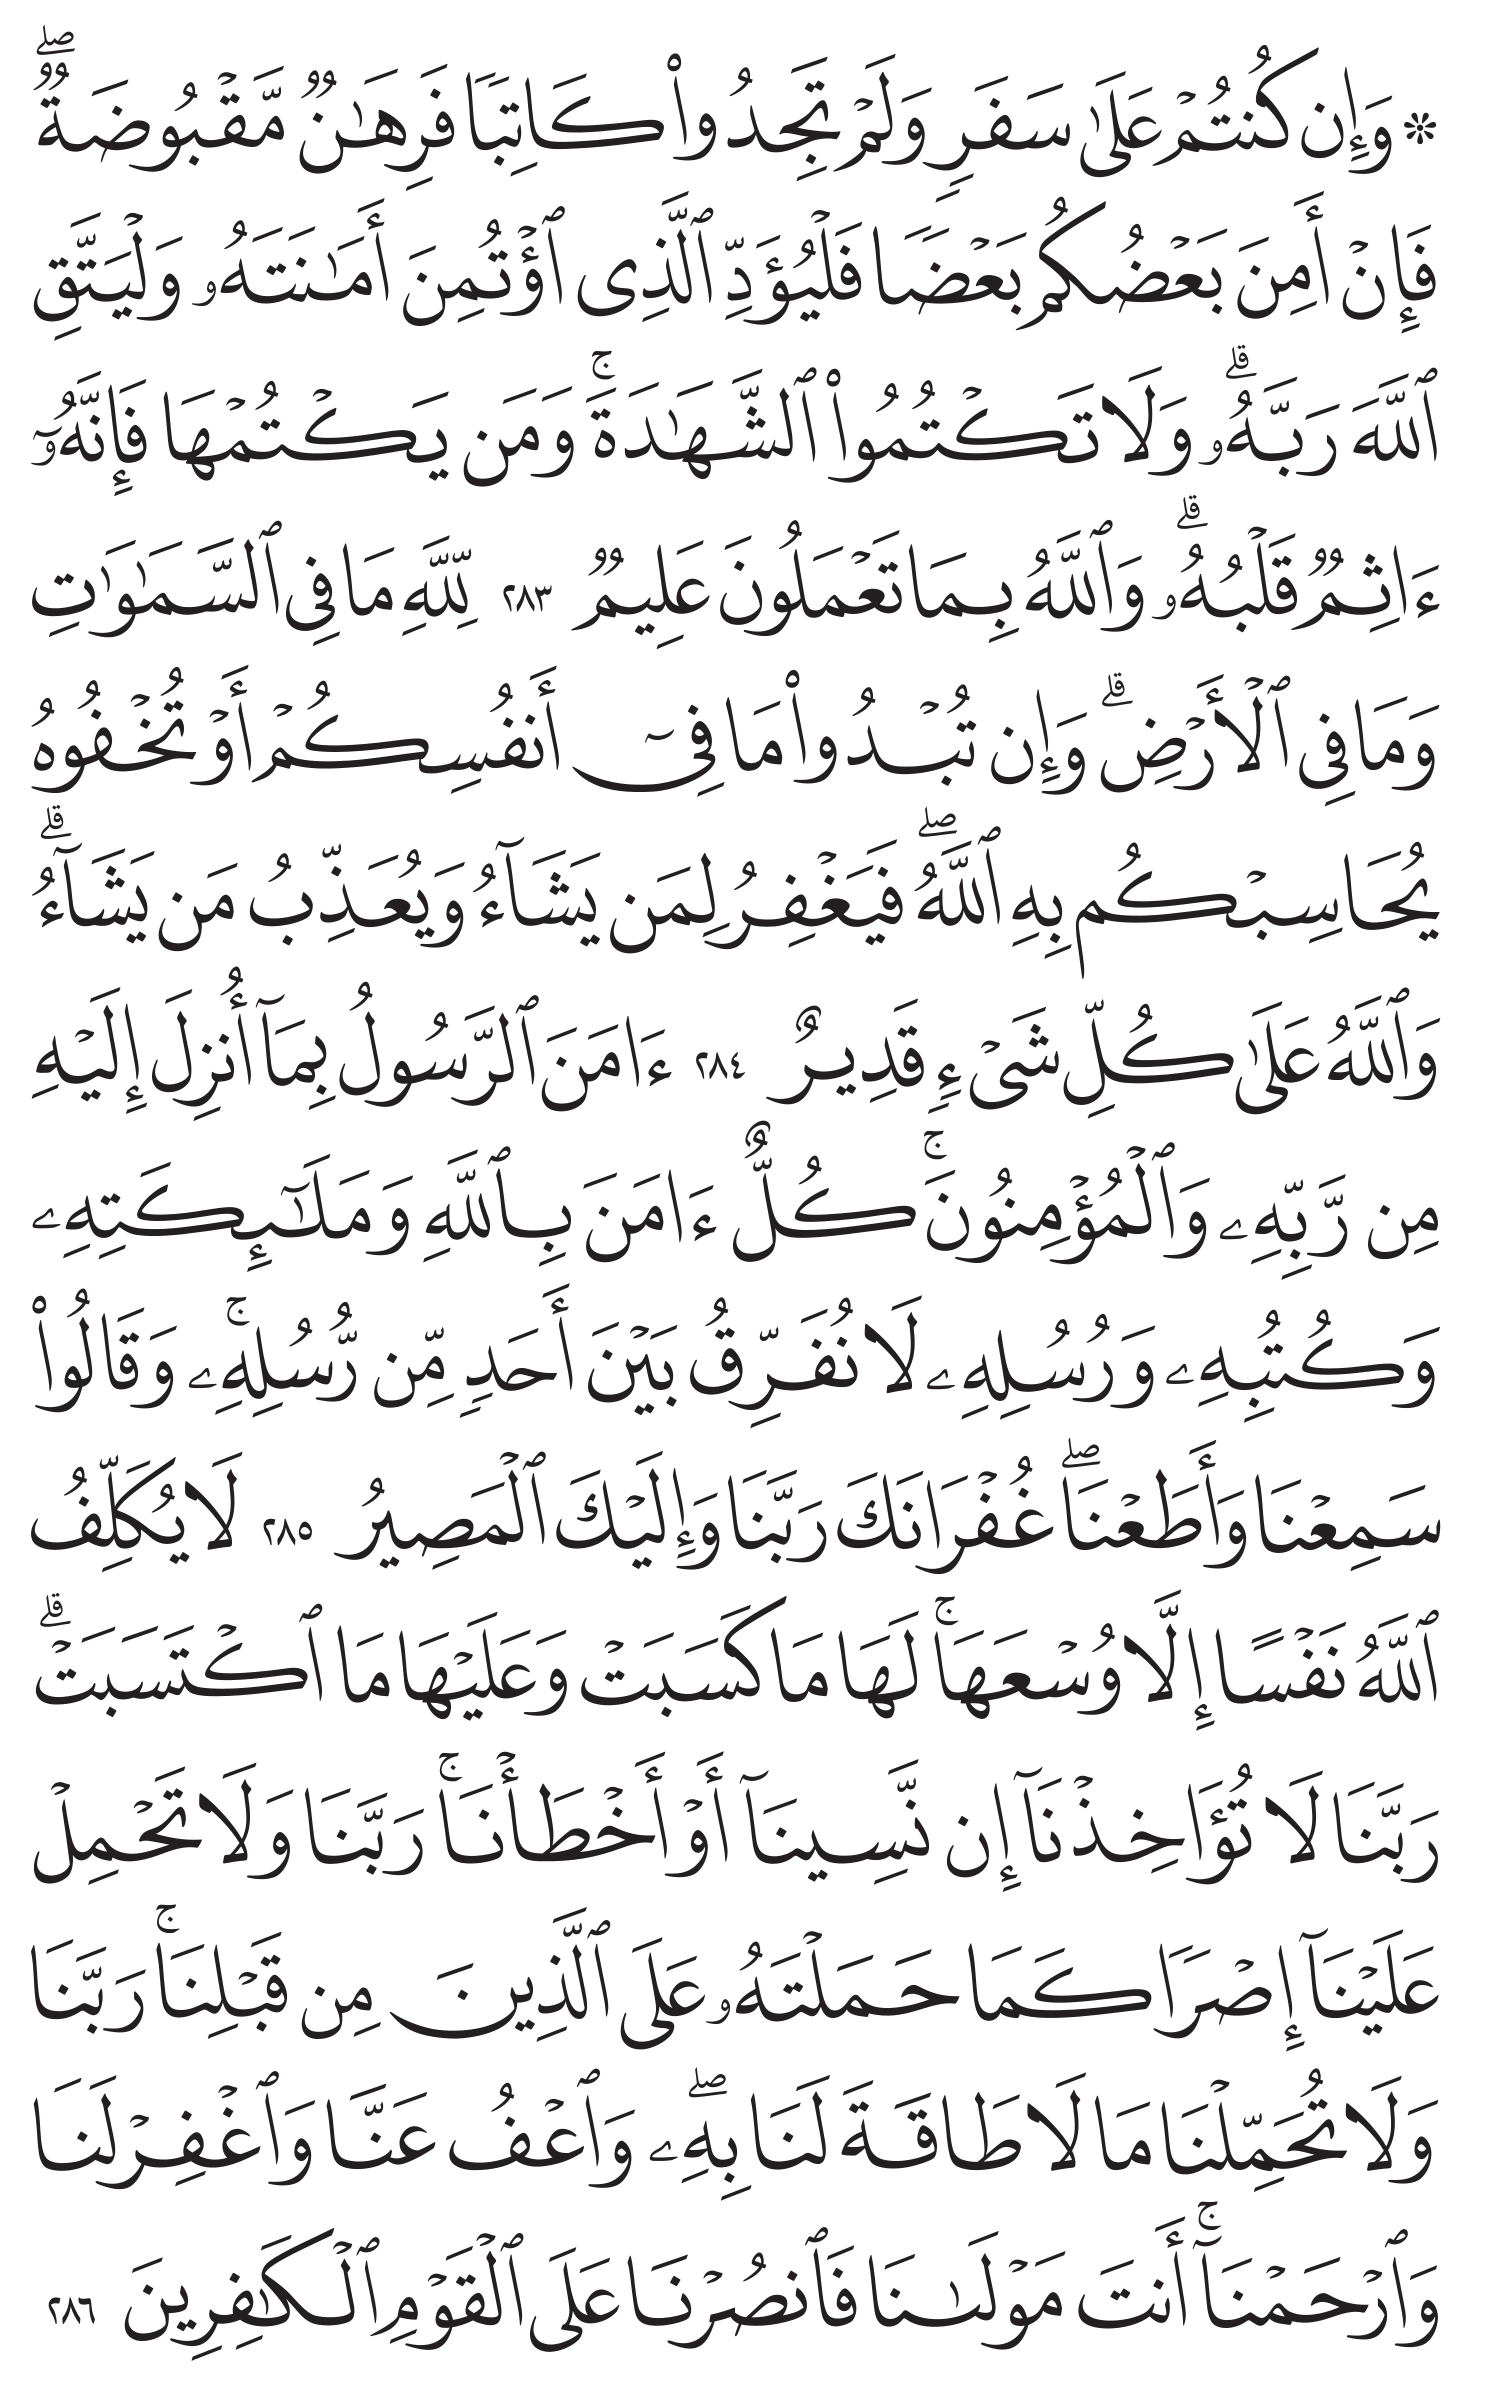 ۞ وَإِن كُنتُمْ عَلَىٰ سَفَرٍ وَلَمْ تَجِدُوا۟ كَاتِبًا فَرِهَـٰنٌ مَّقْبُوضَةٌ ۖ
فَإِنْ أَمِنَ بَعْضُكُم بَعْضًا فَلْيُؤَدِّ ٱلَّذِى ٱؤْتُمِنَ أَمَـٰنَتَهُۥ وَلْيَتَّقِ
ٱللَّهَ رَبَّهُۥ ۗ وَلَا تَكْتُمُوا۟ ٱلشَّهَـٰدَةَ ۚ وَمَن يَكْتُمْهَا فَإِنَّهُۥٓ
ءَاثِمٌ قَلْبُهُۥ ۗ وَٱللَّهُ بِمَا تَعْمَلُونَ عَلِيمٌ ٢٨٣ لِّلَّهِ مَا فِى ٱلسَّمَـٰوَٰتِ
وَمَا فِى ٱلْأَرْضِ ۗ وَإِن تُبْدُوا۟ مَا فِىٓ أَنفُسِكُمْ أَوْ تُخْفُوهُ
يُحَاسِبْكُم بِهِ ٱللَّهُ ۖ فَيَغْفِرُ لِمَن يَشَآءُ وَيُعَذِّبُ مَن يَشَآءُ ۗ
وَٱللَّهُ عَلَىٰ كُلِّ شَىْءٍ قَدِيرٌ ٢٨٤ ءَامَنَ ٱلرَّسُولُ بِمَآ أُنزِلَ إِلَيْهِ
مِن رَّبِّهِۦ وَٱلْمُؤْمِنُونَ ۚ كُلٌّ ءَامَنَ بِٱللَّهِ وَمَلَـٰٓئِكَتِهِۦ
وَكُتُبِهِۦ وَرُسُلِهِۦ لَا نُفَرِّقُ بَيْنَ أَحَدٍ مِّن رُّسُلِهِۦ ۚ وَقَالُوا۟
سَمِعْنَا وَأَطَعْنَا ۖ غُفْرَانَكَ رَبَّنَا وَإِلَيْكَ ٱلْمَصِيرُ ٢٨٥ لَا يُكَلِّفُ
ٱللَّهُ نَفْسًا إِلَّا وُسْعَهَا ۚ لَهَا مَا كَسَبَتْ وَعَلَيْهَا مَا ٱكْتَسَبَتْ ۗ
رَبَّنَا لَا تُؤَاخِذْنَآ إِن نَّسِينَآ أَوْ أَخْطَأْنَا ۚ رَبَّنَا وَلَا تَحْمِلْ
عَلَيْنَآ إِصْرًا كَمَا حَمَلْتَهُۥ عَلَى ٱلَّذِينَ مِن قَبْلِنَا ۚ رَبَّنَا
وَلَا تُحَمِّلْنَا مَا لَا طَاقَةَ لَنَا بِهِۦ ۖ وَٱعْفُ عَنَّا وَٱغْفِرْ لَنَا
وَٱرْحَمْنَآ ۚ أَنتَ مَوْلَىٰنَا فَٱنصُرْنَا عَلَى ٱلْقَوْمِ ٱلْكَـٰفِرِينَ ٢٨٦